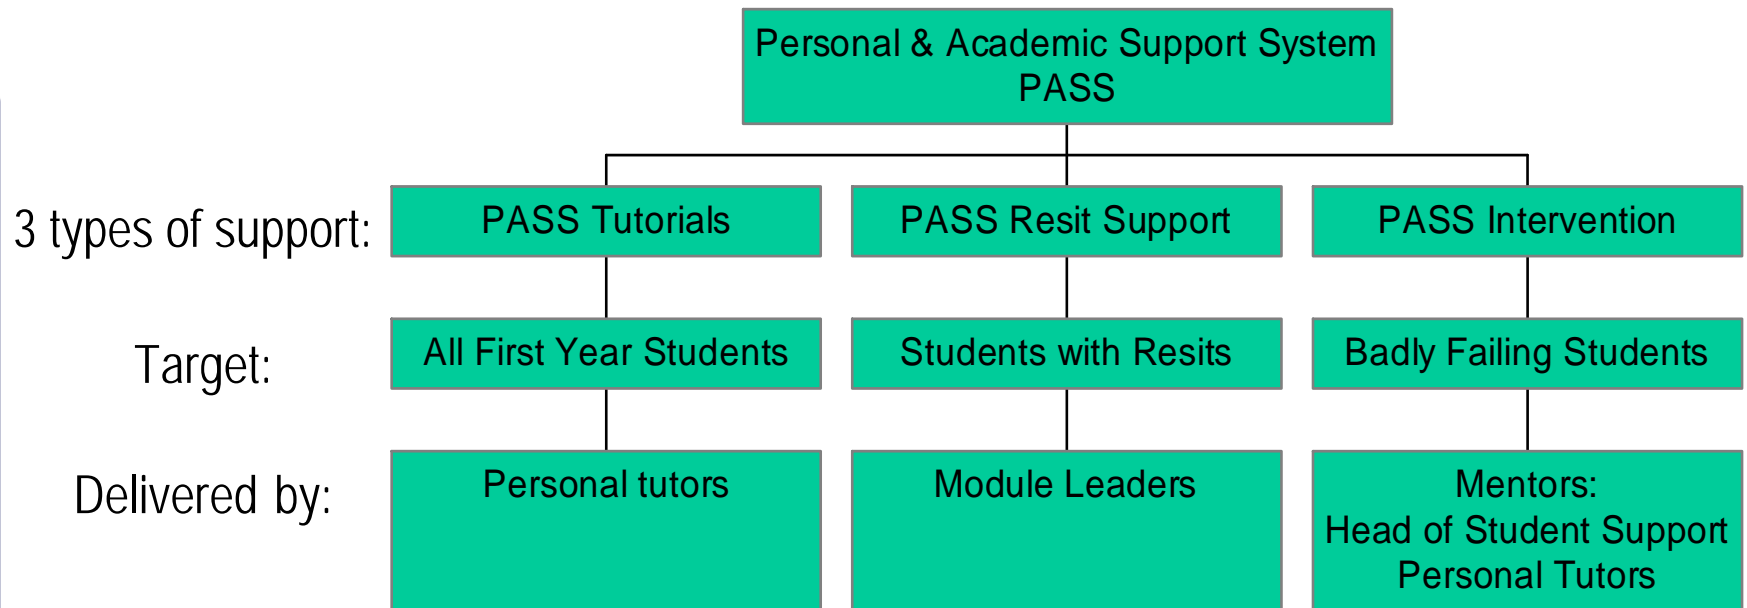 Personal & Academic Support System
PASS
3 types of support:
PASS Tutorials
PASS Resit Support
PASS Intervention
Target:
All First Year Students
Students with Resits
Badly Failing Students
Delivered by:
Personal tutors
Module Leaders
Mentors:
Head of Student Support
Personal Tutors